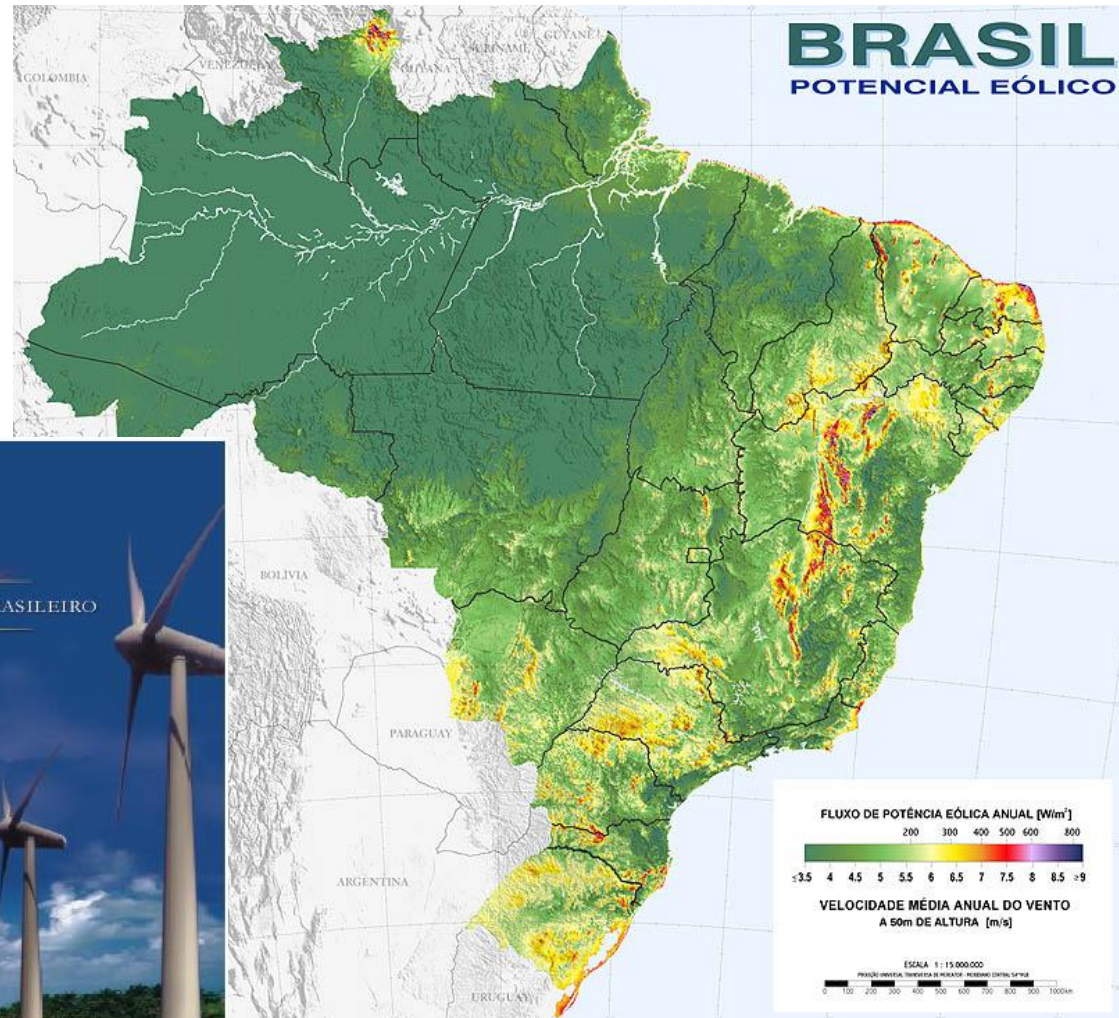 BRASIL
POTENCIAL EÓLICO
COLOMBIA
VENEZUELA
GUYANA
SURINAME
GUYANE
BOLÍVIA
PARAGUAY
ARGENTINA
URUGUAY
ASILEIRO
FLUXO DE POTÊNCIA EÓLICA ANUAL [W/m²]
200 300 400 500 600 800
≤3.5 4 4.5 5 5.5 6 6.5 7 7.5 8 8.5 ≥9
VELOCIDADE MÉDIA ANUAL DO VENTO
A 50m DE ALTURA [m/s]
ESCALA 1 : 15.000.000
0 100 200 300 400 500 600 700 800 900 1000km